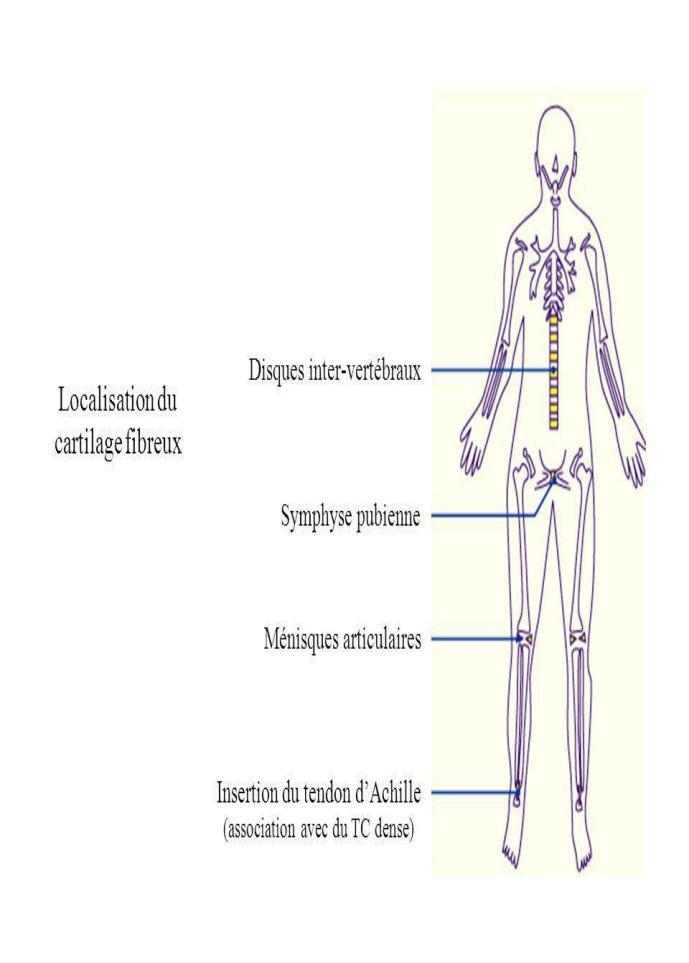 Localisation du
cartilage fibreux
Disques inter-vertébraux
Symphyse pubienne
Ménisques articulaires
Insertion du tendon d’Achille
(association avec du TC dense)